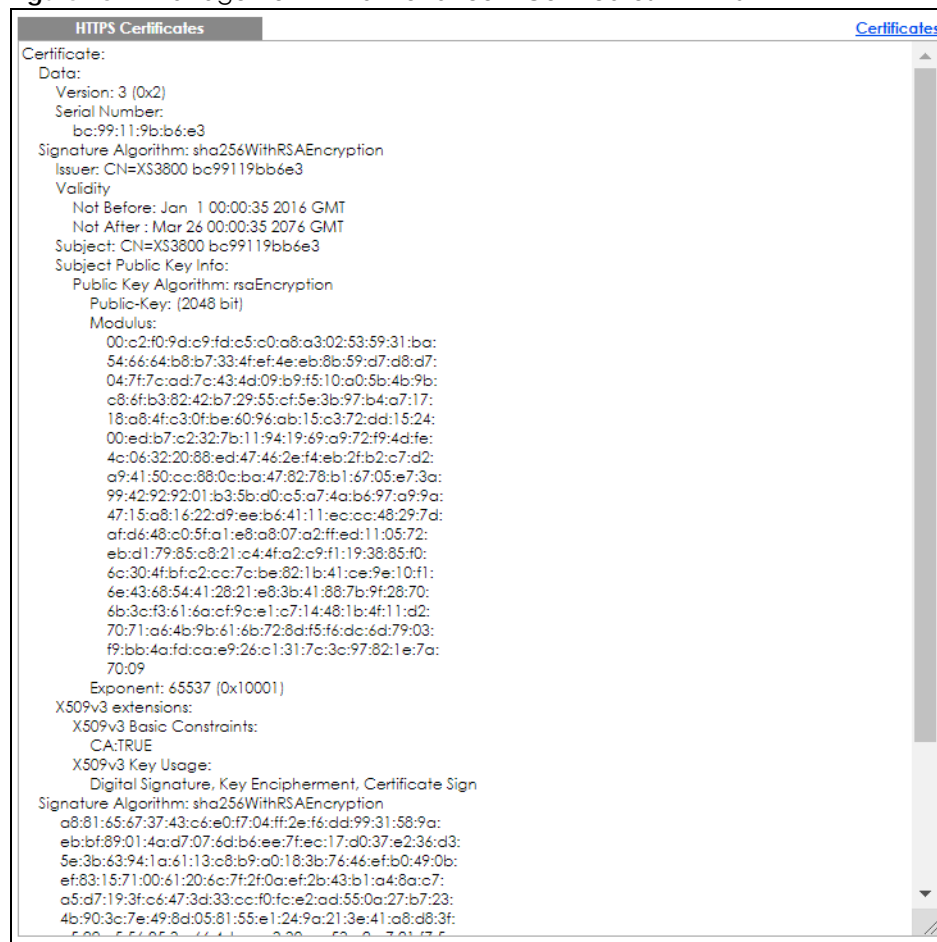 HTTPS Certificates
Certificates
Certificate:
Data:
Version: 3 (0x2)
Serial Number:
bc:99:11:9b:b6:e3
Signature Algorithm: sha256WithRSAEncryption
Issuer: CN=XS3800 bc99119bb6e3
Validity
Not Before: Jan  1 00:00:35 2016 GMT
Not After : Mar 26 00:00:35 2076 GMT
Subject: CN=XS3800 bc99119bb6e3
Subject Public Key Info:
Public Key Algorithm: rsaEncryption
Public-Key: (2048 bit)
Modulus:
00:c2:f0:9d:c9:fd:c5:c0:a8:a3:02:53:59:31:ba:
54:66:64:b8:b7:33:4f:ef:4e:eb:8b:59:d7:d8:d7:
04:7f:7c:ad:7c:43:4d:09:b9:f5:10:a0:5b:4b:9b:
c8:6f:b3:82:42:b7:29:55:cf:5e:3b:97:b4:a7:17:
18:a8:4f:c3:0f:be:60:96:ab:15:c3:72:dd:15:24:
00:ed:b7:c2:32:7b:11:94:19:69:a9:72:f9:4d:fe:
4c:06:32:20:88:ed:47:46:2e:f4:eb:2f:b2:c7:d2:
a9:41:50:cc:88:0c:ba:47:82:78:b1:67:05:e7:3a:
99:42:92:92:01:b3:5b:d0:c5:a7:4a:b6:97:a9:9a:
47:15:a8:16:22:d9:ee:b6:41:11:ec:cc:48:29:7d:
af:d6:48:c0:5f:a1:e8:a8:07:a2:ff:ed:11:05:72:
eb:d1:79:85:c8:21:c4:4f:a2:c9:f1:19:38:85:f0:
6c:30:4f:bf:c2:cc:7c:be:82:1b:41:ce:9e:10:f1:
6e:43:68:54:41:28:21:e8:3b:41:88:7b:9f:28:70:
6b:3c:f3:61:6a:cf:9c:e1:c7:14:48:1b:4f:11:d2:
70:71:a6:4b:9b:61:6b:72:8d:f5:f6:dc:6d:79:03:
f9:bb:4a:fd:ca:e9:26:c1:31:7c:3c:97:82:1e:7a:
70:09
Exponent: 65537 (0x10001)
X509v3 extensions:
X509v3 Basic Constraints:
CA:TRUE
X509v3 Key Usage:
Digital Signature, Key Encipherment, Certificate Sign
Signature Algorithm: sha256WithRSAEncryption
a8:81:65:67:37:43:c6:e0:f7:04:ff:2e:f6:dd:99:31:58:9a:
eb:bf:89:01:4a:d7:07:6d:b6:ee:7f:ec:17:d0:37:e2:36:d3:
5e:3b:63:94:1a:61:13:c8:b9:a0:18:3b:76:46:ef:b0:49:0b:
ef:83:15:71:00:61:20:6c:7f:2f:0a:ef:2b:43:b1:a4:8a:c7:
a5:d7:19:3f:c6:47:3d:33:cc:f0:fc:e2:ad:55:0a:27:b7:23:
4b:90:3c:7e:49:8d:05:81:55:e1:24:9a:21:3e:41:a8:d8:3f: